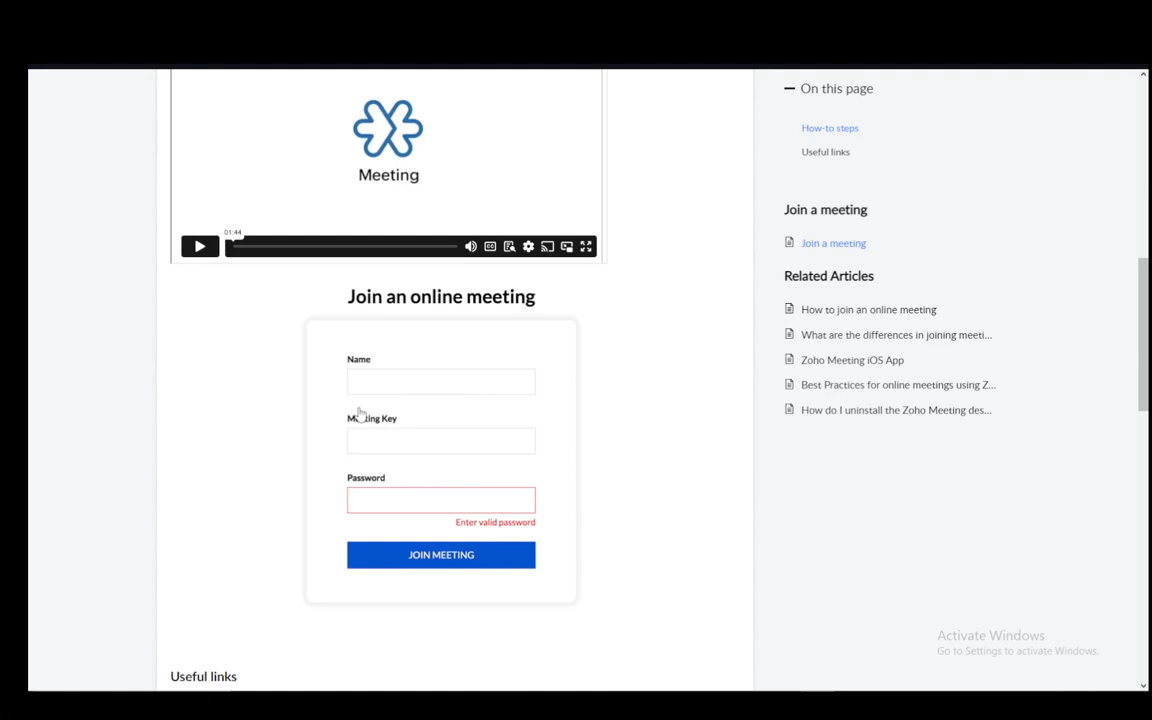 Meeting
01:44
CC
Join an online meeting
Name
Meeting Key
Password
Enter valid password
JOIN MEETING
Useful links
On this page
How-to steps
Useful links
Join a meeting
Join a meeting
Related Articles
How to join an online meeting
What are the differences in joining meeti...
Zoho Meeting iOS App
Best Practices for online meetings using Z...
How do I uninstall the Zoho Meeting des...
Activate Windows
Go to Settings to activate Windows.